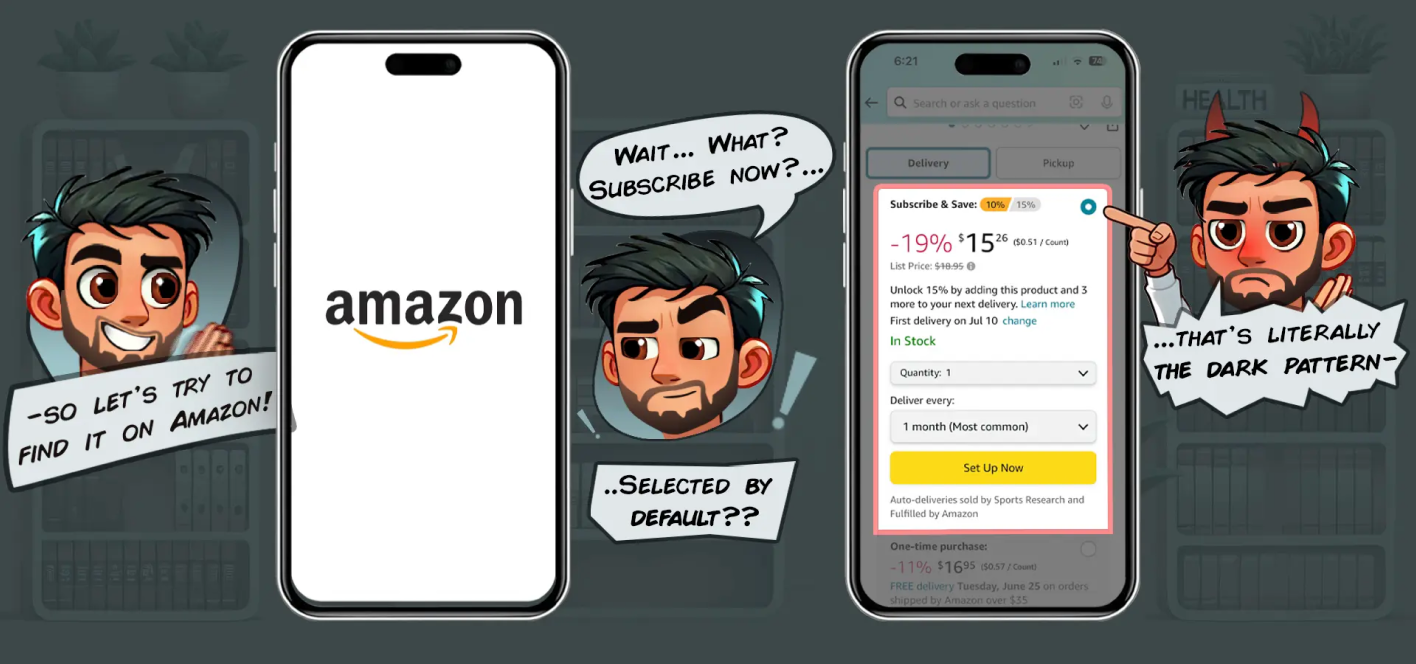 -SO LET'S TRY TO
FIND IT ON AMAZON!
amazon
WAIT... WHAT?
SUBSCRIBE NOW?...
..SELECTED BY
DEFAULT??
6:21
74
Search or ask a question
Delivery
Pickup
Subscribe & Save: 10% 15%
-19% $15 26 ($0.51 / Count)
List Price: $18.95
Unlock 15% by adding this product and 3
more to your next delivery. Learn more
First delivery on Jul 10 change
In Stock
Quantity: 1
Deliver every:
1 month (Most common)
Set Up Now
Auto-deliveries sold by Sports Research and
Fulfilled by Amazon
One-time purchase:
-11% $16 95 ($0.57 / Count)
FREE delivery Tuesday, June 25 on orders
shipped by Amazon over $35
HEALTH
...THAT'S LITERALLY
THE DARK PATTERN-